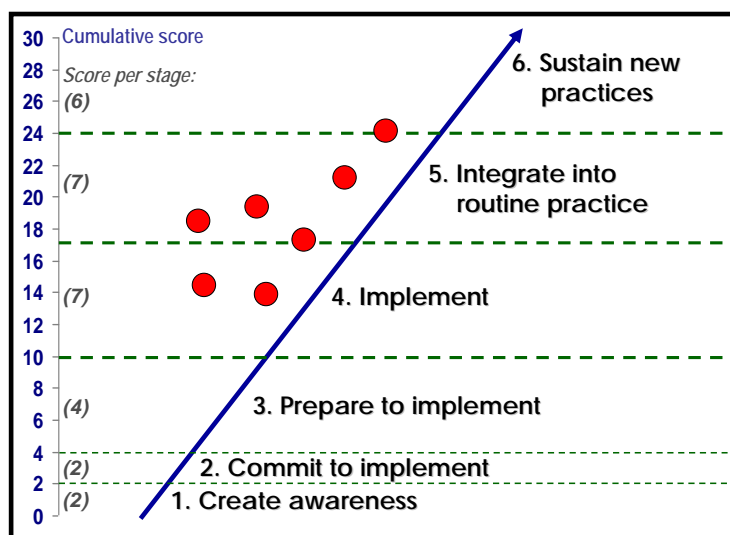 30
Cumulative score
28
Score per stage:
6. Sustain new
practices
26
(6)
24
22
(7)
5. Integrate into
routine practice
20
18
16
14
(7)
4. Implement
12
10
8
(4)
3. Prepare to implement
6
4
(2)
2. Commit to implement
2
(2)
1. Create awareness
0